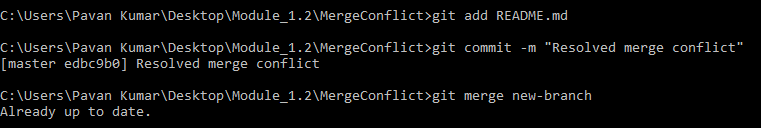 C:\Users\Pavan Kumar\Desktop\Module_1.2\MergeConflict>git add README.md
C:\Users\Pavan Kumar\Desktop\Module_1.2\MergeConflict>git commit -m "Resolved merge conflict"
[master edbc9b0] Resolved merge conflict
C:\Users\Pavan Kumar\Desktop\Module_1.2\MergeConflict>git merge new-branch
Already up to date.